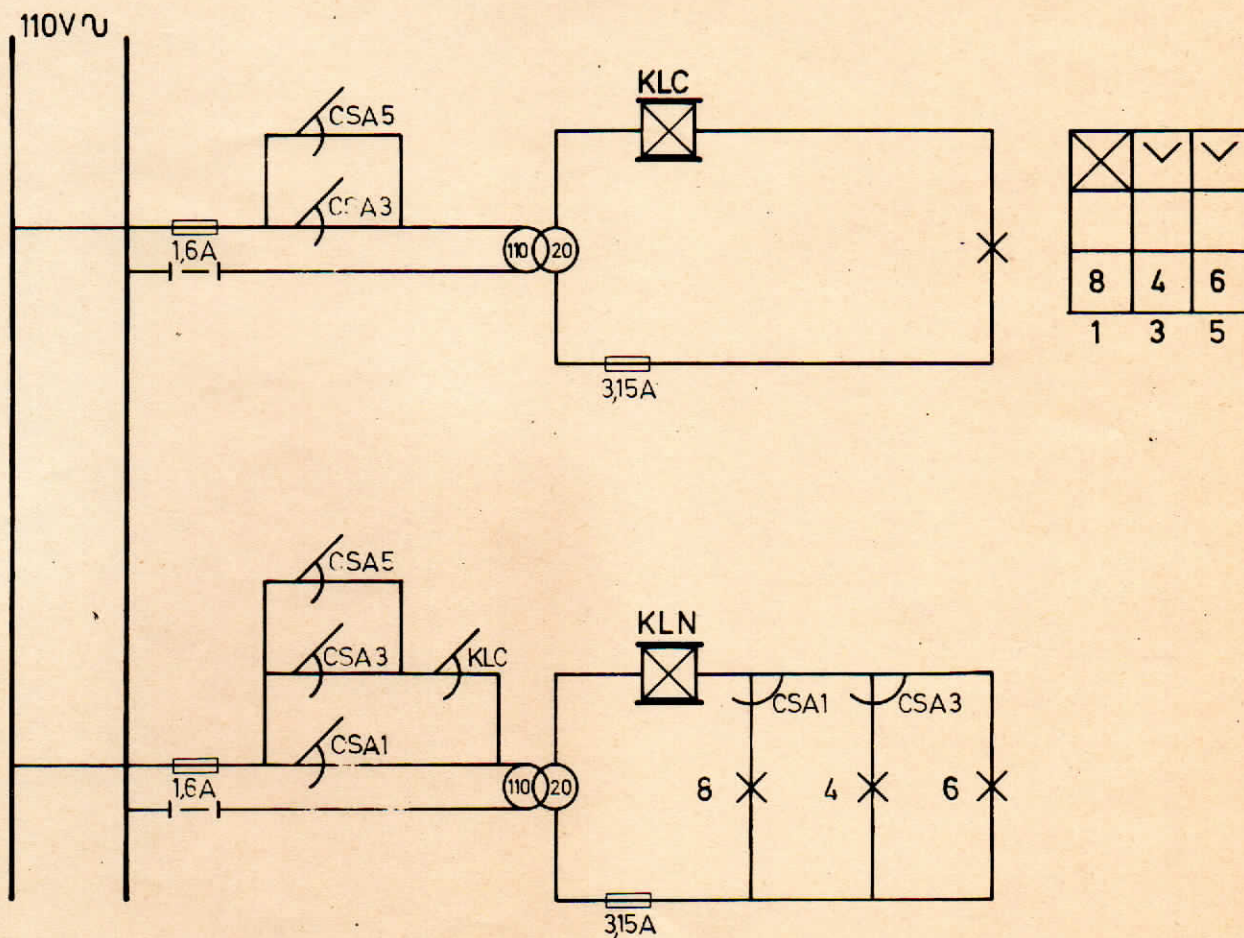 110V∿
KLC
CSA5
CSA3
1,6A
110 20
3,15A
8 4 6
1 3 5
CSA5
KLN
CSA3 KLC
CSA1 CSA3
CSA1
1,6A
110 20
8 4 6
3,15A